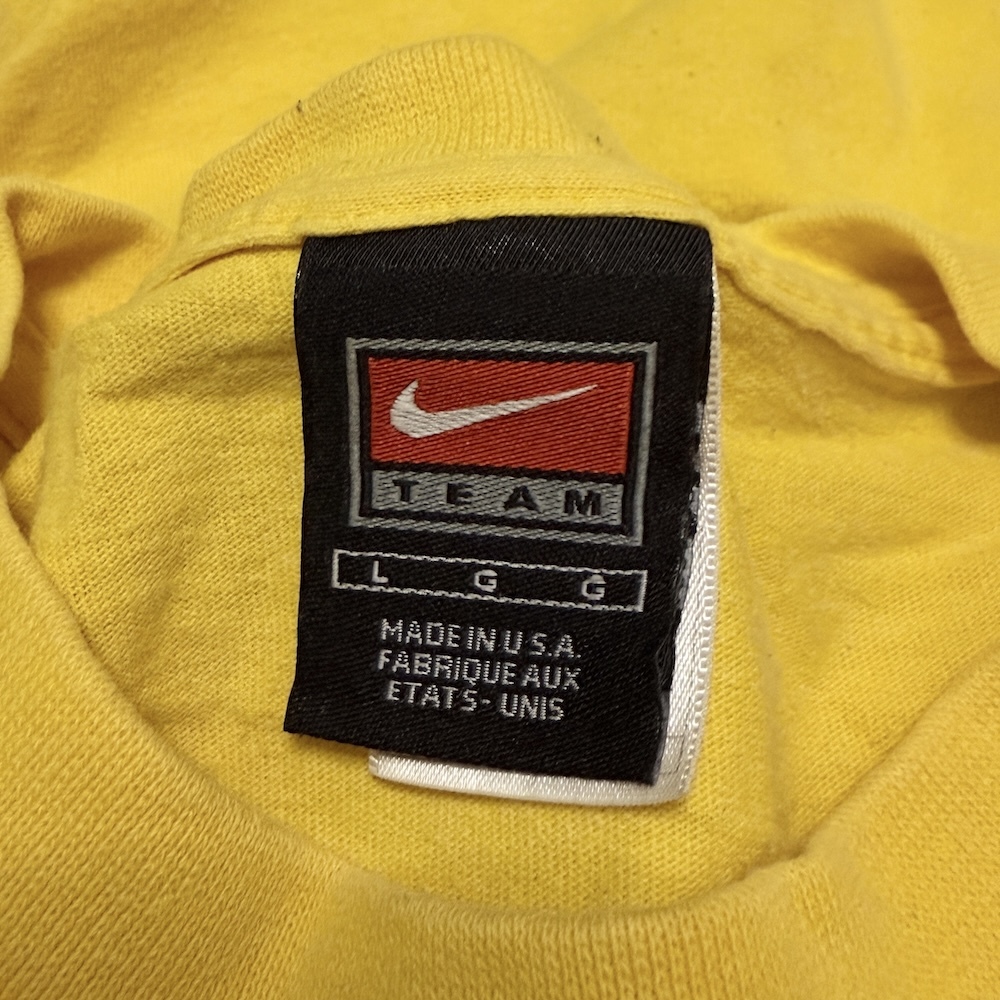 TEAM
L G G
MADE IN U.S.A.
FABRIQUE AUX
ETATS-UNIS